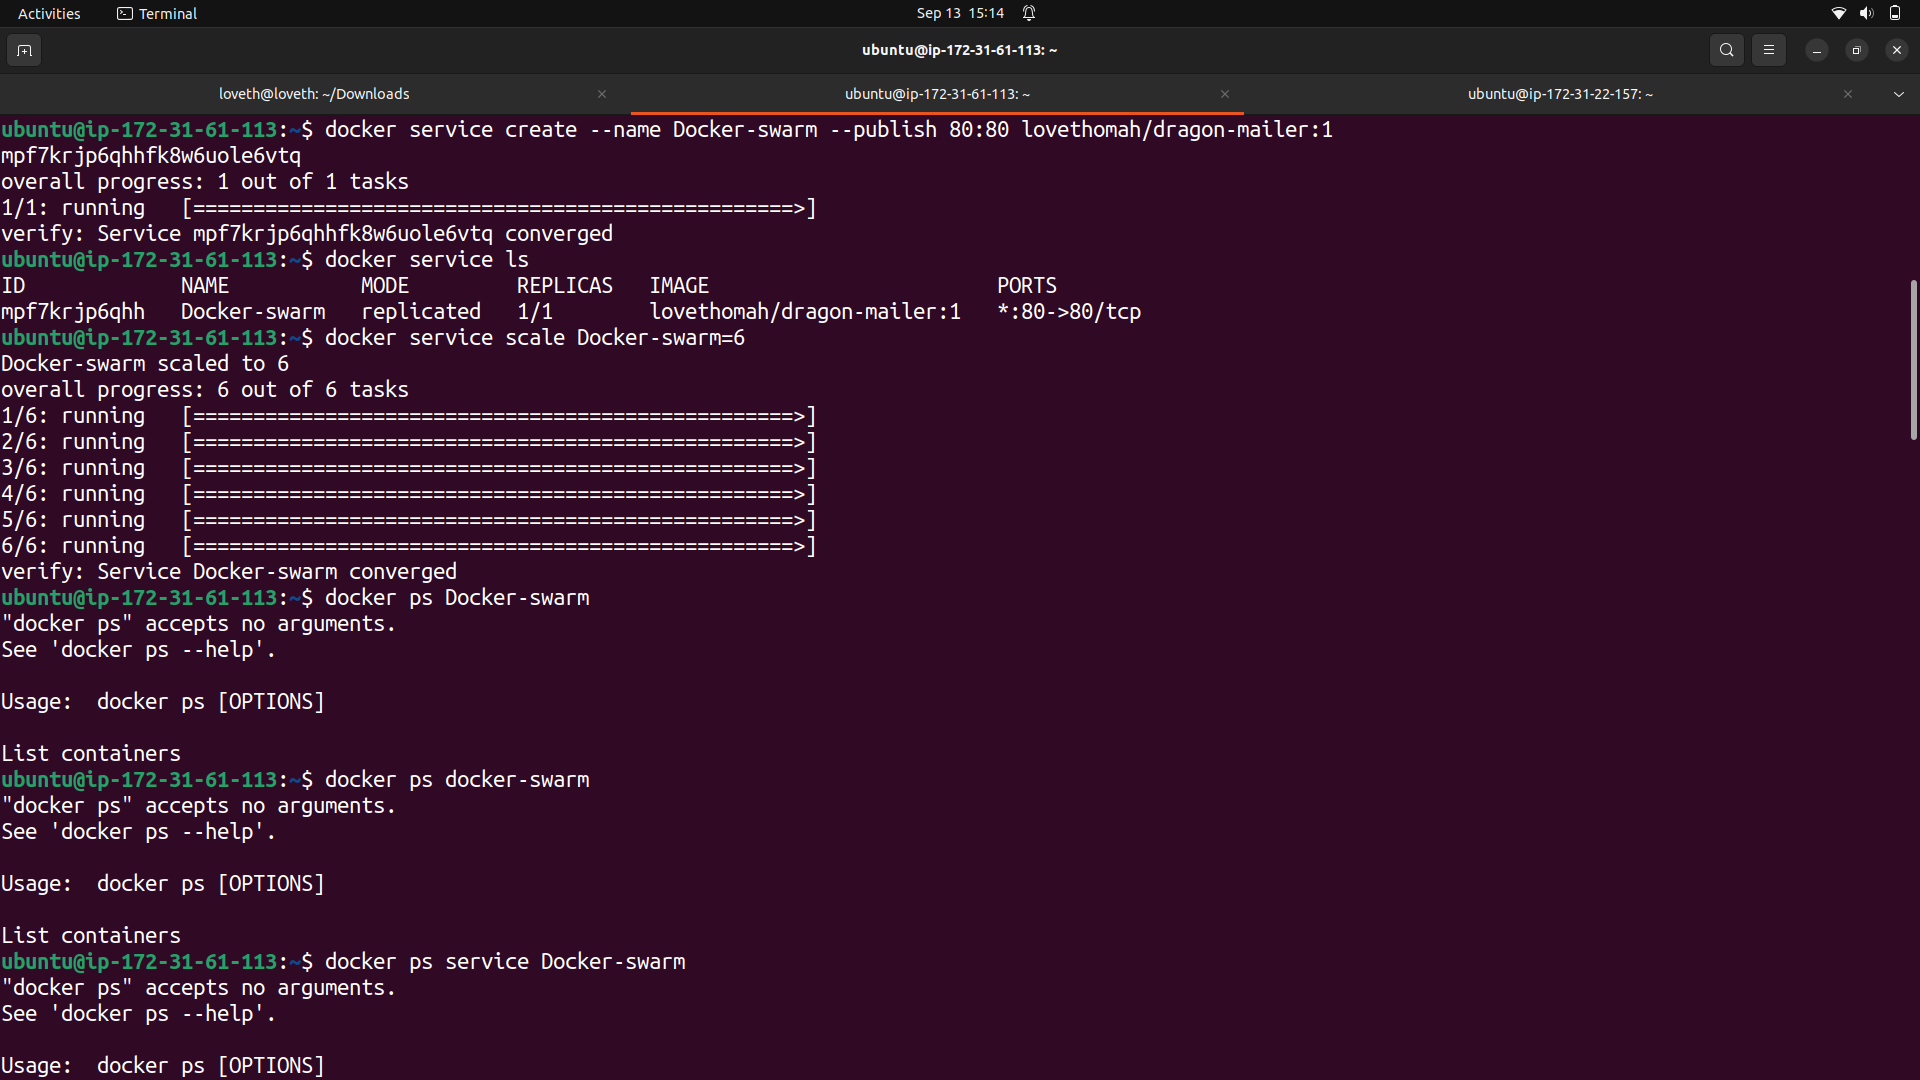 Activities Terminal Sep 13 15:14
ubuntu@ip-172-31-61-113: ~
loveth@loveth: ~/Downloads ubuntu@ip-172-31-61-113: ~ ubuntu@ip-172-31-22-157: ~
ubuntu@ip-172-31-61-113:~$ docker service create --name Docker-swarm --publish 80:80 lovethomah/dragon-mailer:1
mpf7krjp6qhhfk8w6uole6vtq
overall progress: 1 out of 1 tasks
1/1: running   [==================================================>]
verify: Service mpf7krjp6qhhfk8w6uole6vtq converged
ubuntu@ip-172-31-61-113:~$ docker service ls
ID             NAME           MODE         REPLICAS   IMAGE                        PORTS
mpf7krjp6qhh   Docker-swarm   replicated   1/1        lovethomah/dragon-mailer:1   *:80->80/tcp
ubuntu@ip-172-31-61-113:~$ docker service scale Docker-swarm=6
Docker-swarm scaled to 6
overall progress: 6 out of 6 tasks
1/6: running   [==================================================>]
2/6: running   [==================================================>]
3/6: running   [==================================================>]
4/6: running   [==================================================>]
5/6: running   [==================================================>]
6/6: running   [==================================================>]
verify: Service Docker-swarm converged
ubuntu@ip-172-31-61-113:~$ docker ps Docker-swarm
"docker ps" accepts no arguments.
See 'docker ps --help'.
Usage:  docker ps [OPTIONS]
List containers
ubuntu@ip-172-31-61-113:~$ docker ps docker-swarm
"docker ps" accepts no arguments.
See 'docker ps --help'.
Usage:  docker ps [OPTIONS]
List containers
ubuntu@ip-172-31-61-113:~$ docker ps service Docker-swarm
"docker ps" accepts no arguments.
See 'docker ps --help'.
Usage:  docker ps [OPTIONS]